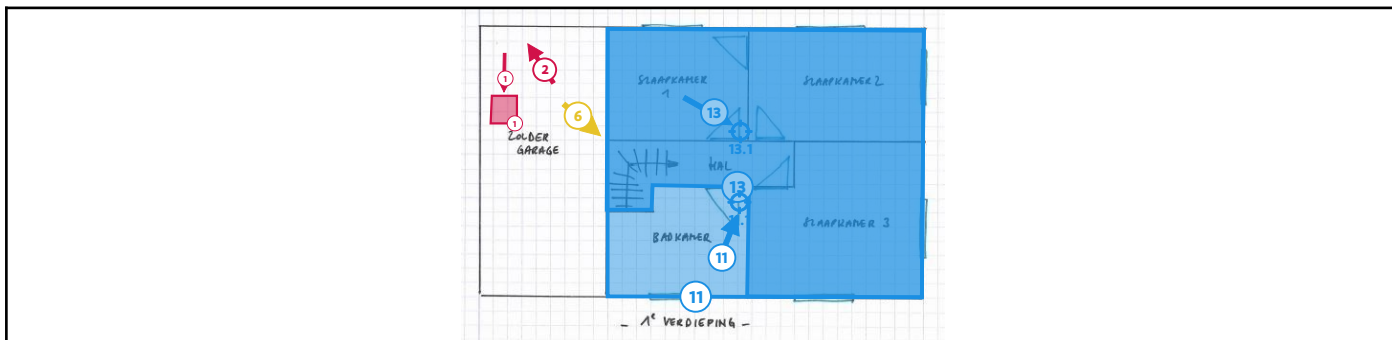 2
1
SLAAPKAMER
1
SLAAPKAMER 2
13
6
1
ZOLDER
GARAGE
13.1
HAL
13
BADKAMER
SLAAPKAMER 3
11
11
- 1E VERDIEPING -